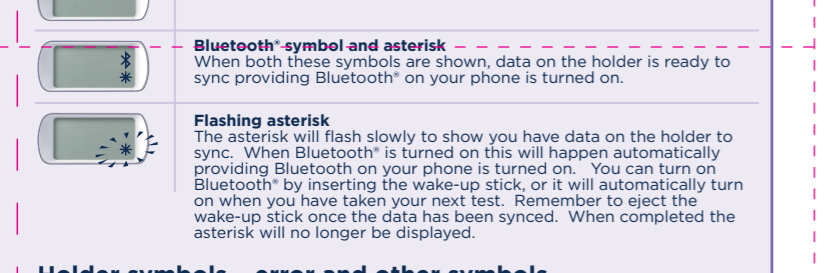 Bluetooth® symbol and asterisk
When both these symbols are shown, data on the holder is ready to
sync providing Bluetooth® on your phone is turned on.
Flashing asterisk
The asterisk will flash slowly to show you have data on the holder to
sync.  When Bluetooth® is turned on this will happen automatically
providing Bluetooth on your phone is turned on.   You can turn on
Bluetooth® by inserting the wake-up stick, or it will automatically turn
on when you have taken your next test.  Remember to eject the
wake-up stick once the data has been synced.  When completed the
asterisk will no longer be displayed.
Holder symbols – error and other symbols